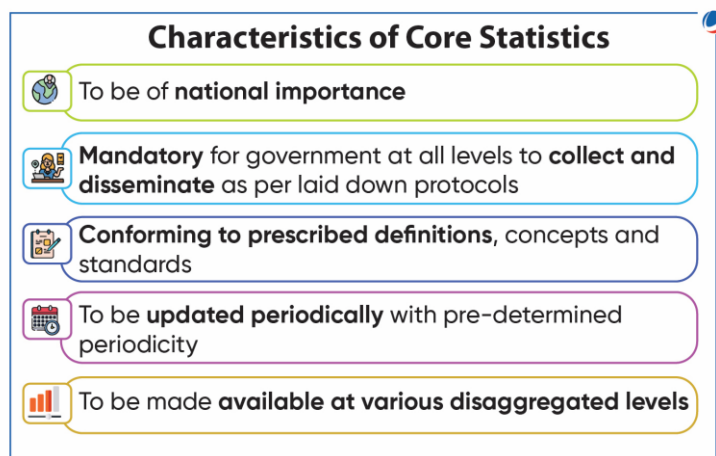 Characteristics of Core Statistics
To be of national importance
Mandatory for government at all levels to collect and
disseminate as per laid down protocols
Conforming to prescribed definitions, concepts and
standards
To be updated periodically with pre-determined
periodicity
To be made available at various disaggregated levels